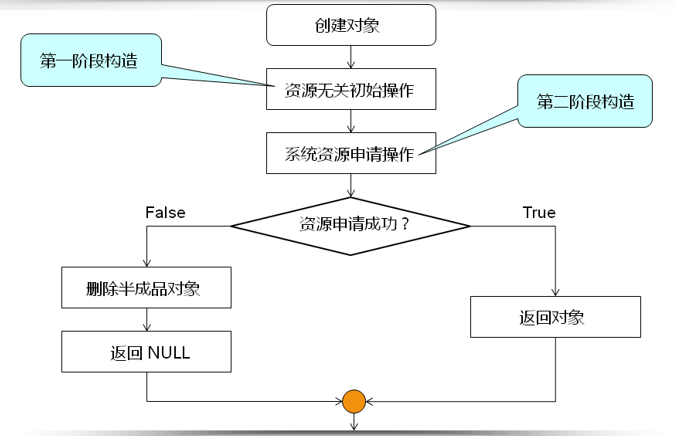 创建对象
第一阶段构造
资源无关初始操作
第二阶段构造
系统资源申请操作
资源申请成功？
False
True
删除半成品对象
返回对象
返回 NULL